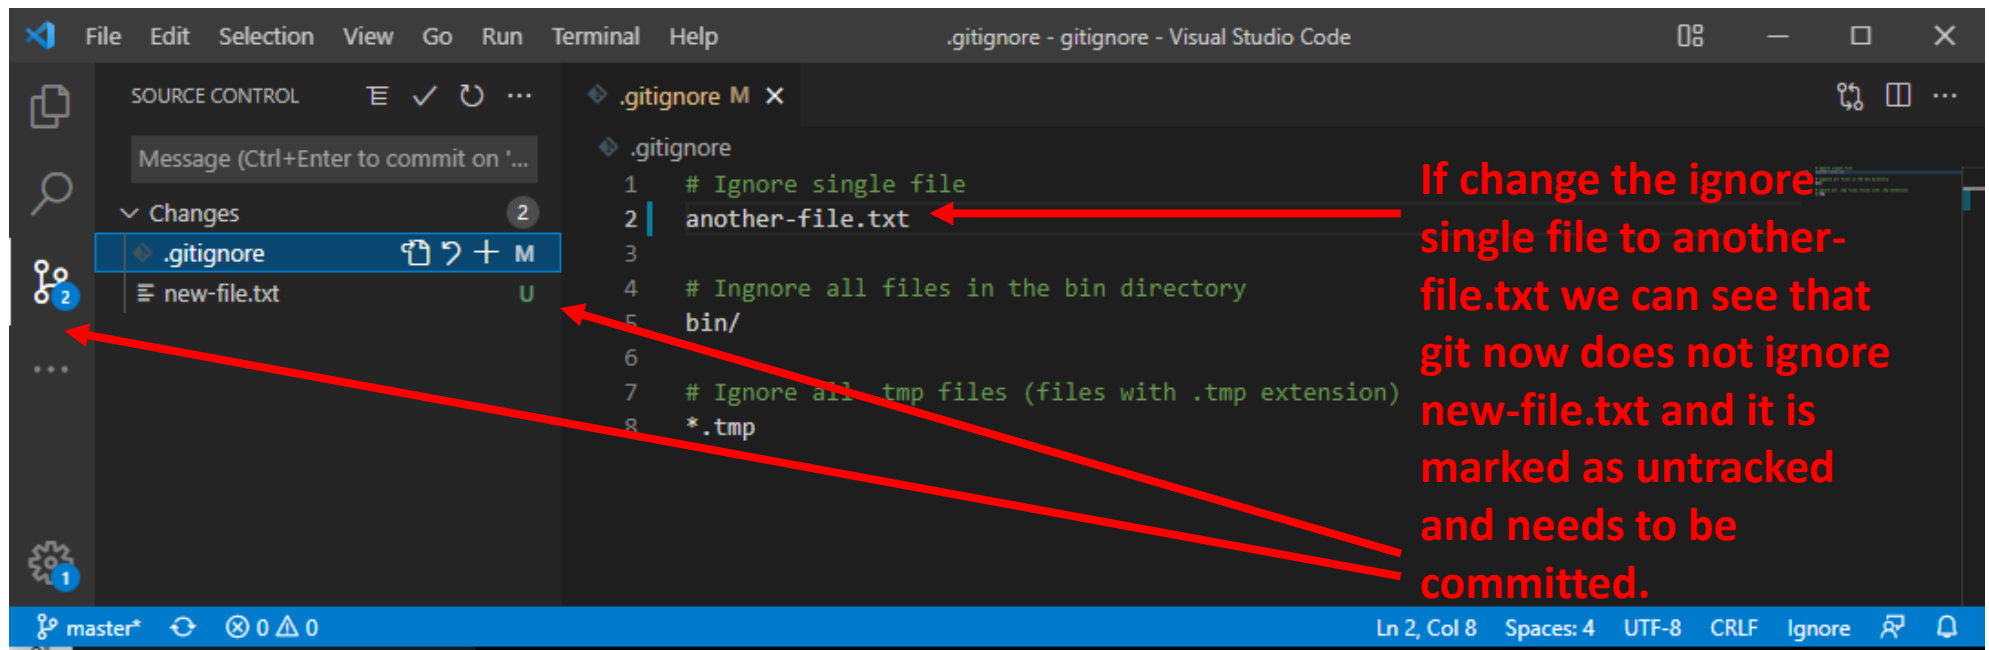 File Edit Selection View Go Run Terminal Help .gitignore - gitignore - Visual Studio Code
SOURCE CONTROL
Message (Ctrl+Enter to commit on '...
Changes 2
.gitignore M
new-file.txt U
2
1
.gitignore M
.gitignore
1 # Ignore single file
2 another-file.txt
3
4 # Ingnore all files in the bin directory
5 bin/
6
7 # Ignore all tmp files (files with .tmp extension)
8 *.tmp
If change the ignore
single file to another-
file.txt we can see that
git now does not ignore
new-file.txt and it is
marked as untracked
and needs to be
committed.
master* 0 0 Ln 2, Col 8 Spaces: 4 UTF-8 CRLF Ignore